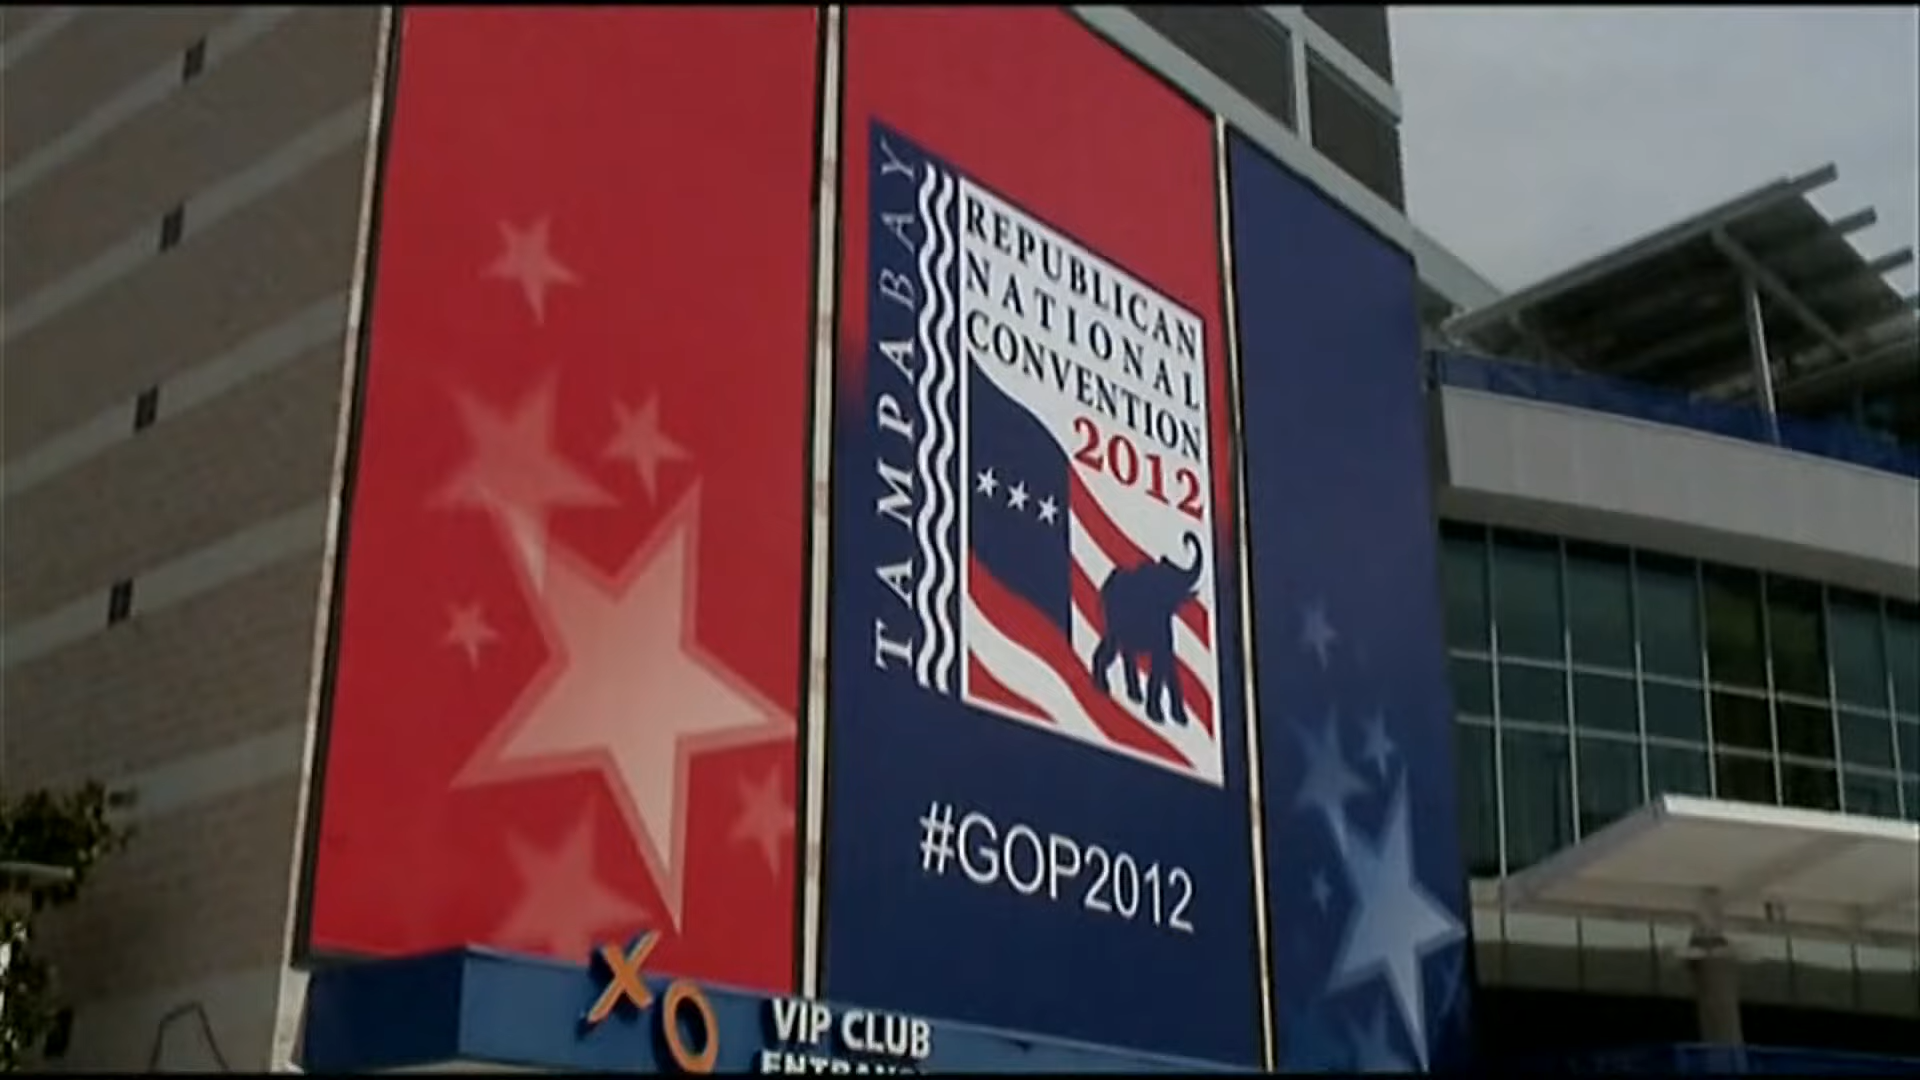 TAMPA BAY
REPUBLICAN
NATIONAL
CONVENTION
2012
#GOP2012
XO
VIP CLUB